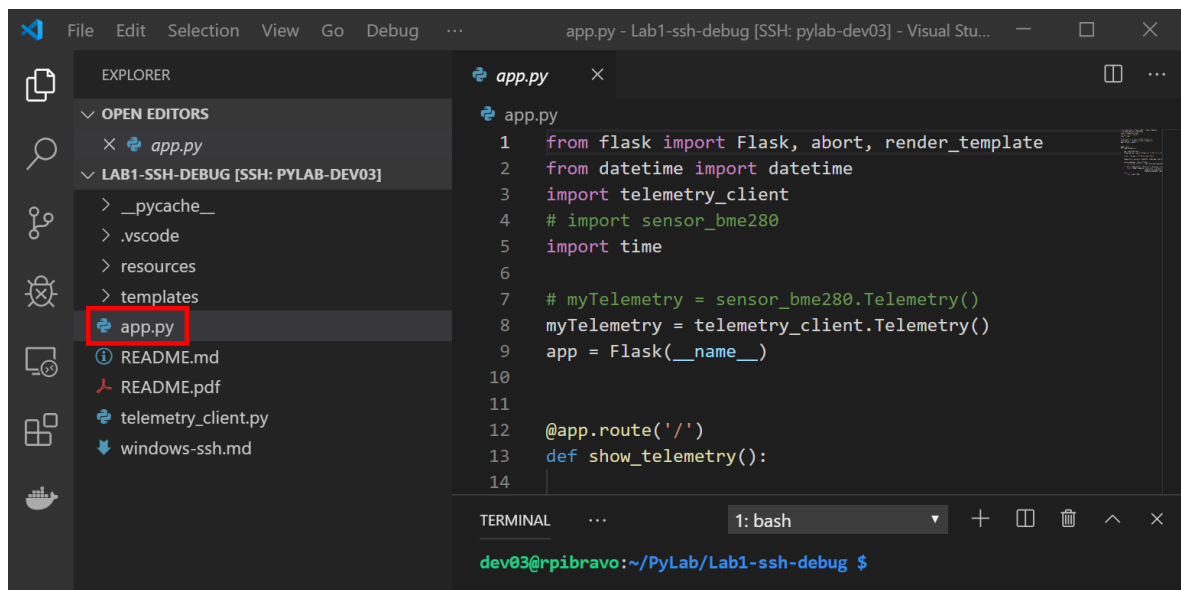 File Edit Selection View Go Debug ··· app.py - Lab1-ssh-debug [SSH: pylab-dev03] - Visual Stu...
EXPLORER
OPEN EDITORS
app.py
LAB1-SSH-DEBUG [SSH: PYLAB-DEV03]
__pycache__
.vscode
resources
templates
app.py
README.md
README.pdf
telemetry_client.py
windows-ssh.md
app.py
app.py
1 from flask import Flask, abort, render_template
2 from datetime import datetime
3 import telemetry_client
4 # import sensor_bme280
5 import time
6
7 # myTelemetry = sensor_bme280.Telemetry()
8 myTelemetry = telemetry_client.Telemetry()
9 app = Flask(__name__)
10
11
12 @app.route('/')
13 def show_telemetry():
14
TERMINAL ··· 1: bash
dev03@rpibravo:~/PyLab/Lab1-ssh-debug $